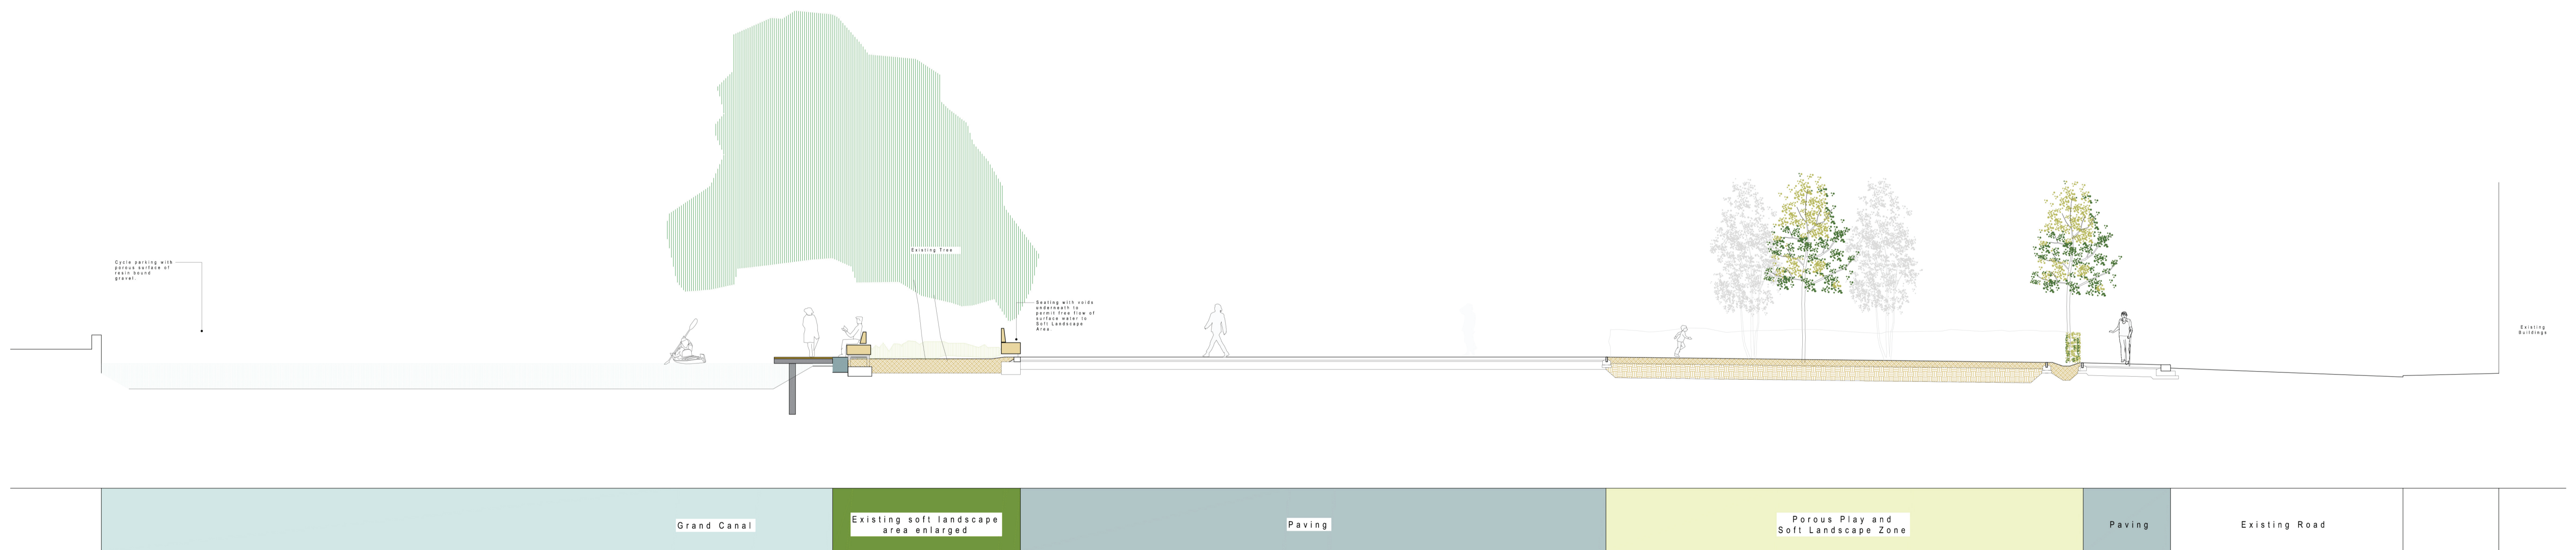 Existing Tree
Cycle parking with
porous surface of
resin bound
gravel.
Seating with voids
underneath to
permit free flow of
surface water to
Soft Landscape
Area
Existing
Buildings
Grand Canal
Existing soft landscape
area enlarged
Paving
Porous Play and
Soft Landscape Zone
Paving
Existing Road